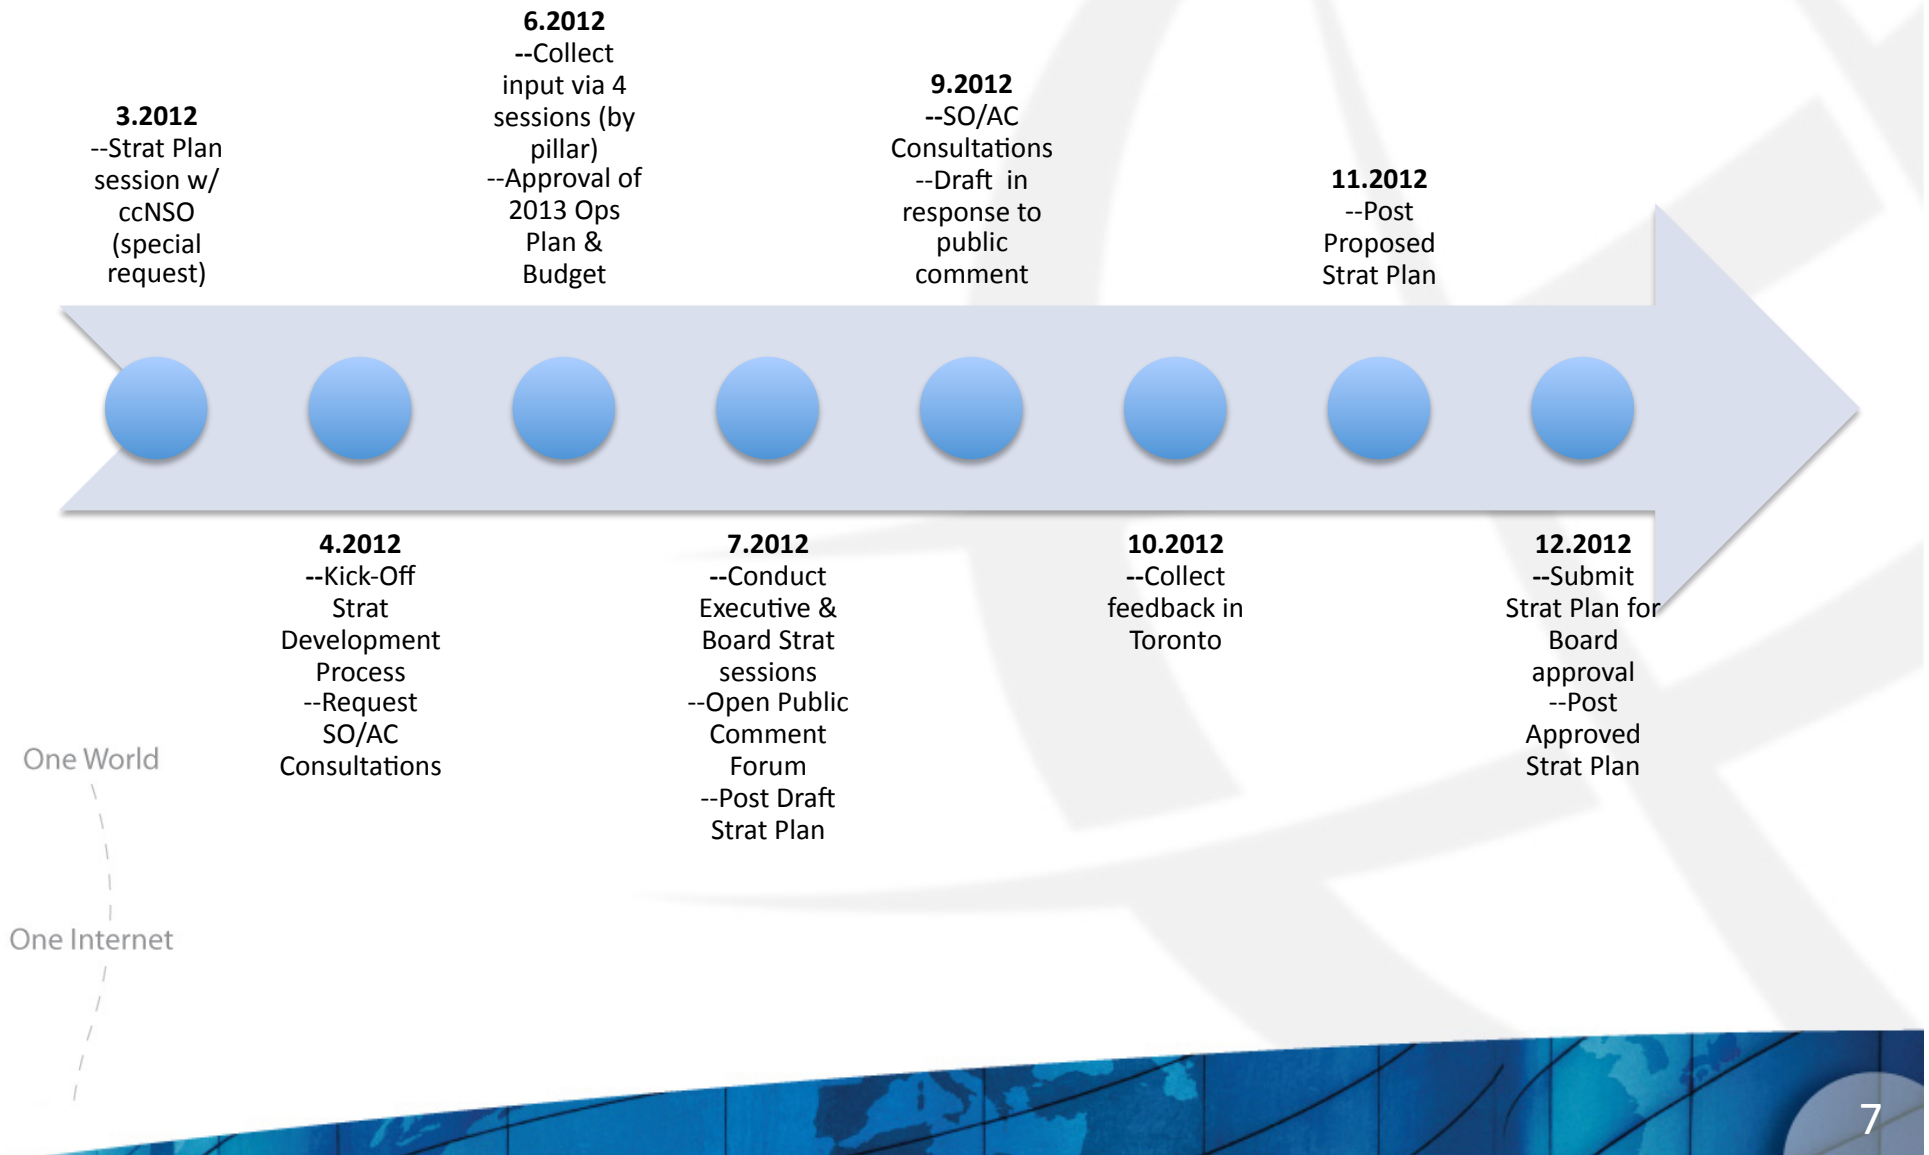 3.2012
--Strat Plan
session w/
ccNSO
(special
request)
4.2012
--Kick-Off
Strat
Development
Process
--Request
SO/AC
Consultations
6.2012
--Collect
input via 4
sessions (by
pillar)
--Approval of
2013 Ops
Plan &
Budget
7.2012
--Conduct
Executive &
Board Strat
sessions
--Open Public
Comment
Forum
--Post Draft
Strat Plan
9.2012
--SO/AC
Consultations
--Draft in
response to
public
comment
10.2012
--Collect
feedback in
Toronto
11.2012
--Post
Proposed
Strat Plan
12.2012
--Submit
Strat Plan for
Board
approval
--Post
Approved
Strat Plan
One World
One Internet
7